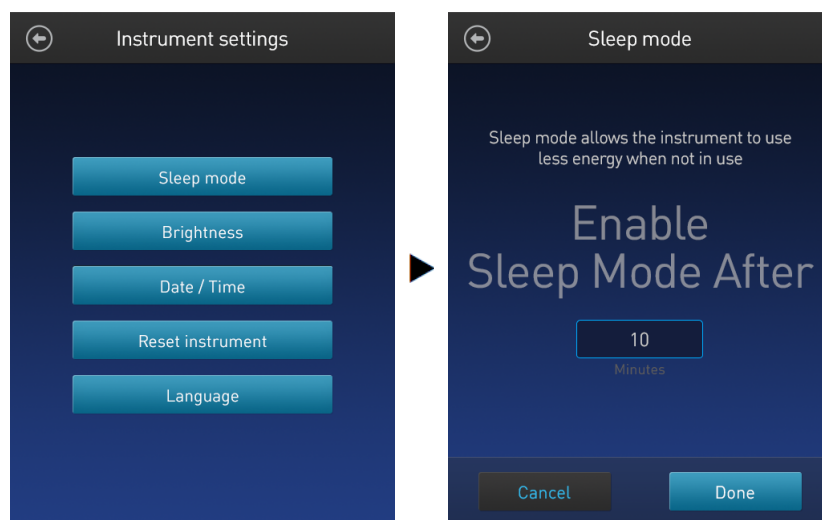 Instrument settings
Sleep mode
Brightness
Date / Time
Reset instrument
Language
Sleep mode
Sleep mode allows the instrument to use
less energy when not in use
Enable
Sleep Mode After
10
Minutes
Cancel
Done